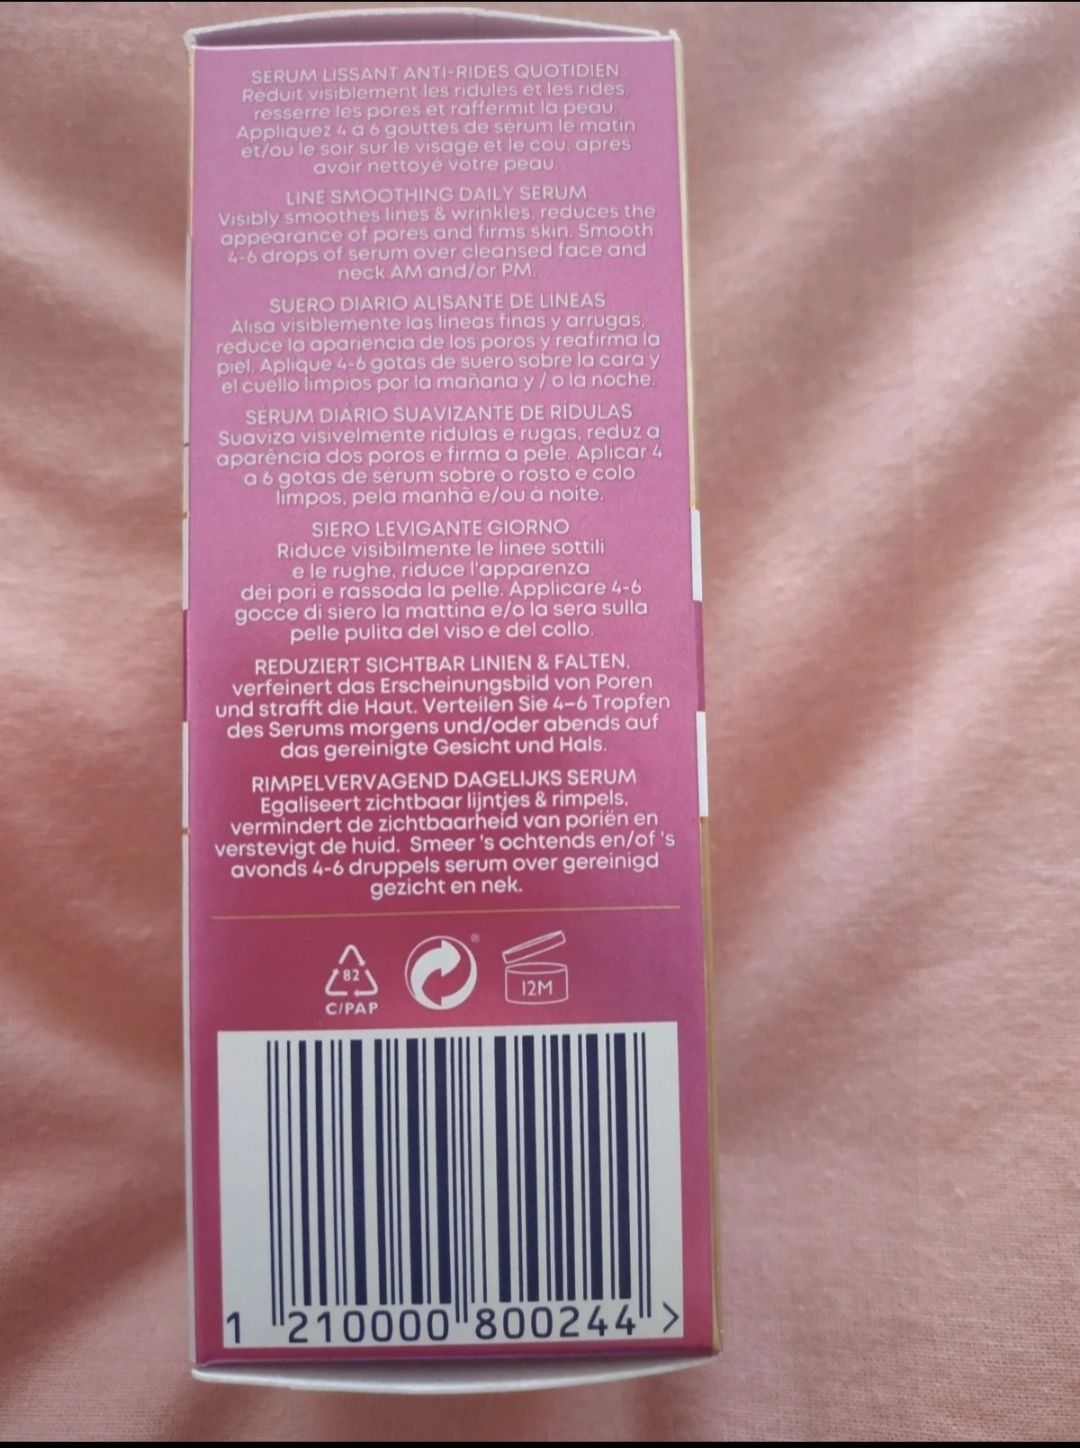 SÉRUM LISSANT ANTI-RIDES QUOTIDIEN
Réduit visiblement les ridules et les rides,
resserre les pores et raffermit la peau.
Appliquez 4 à 6 gouttes de sérum le matin
et/ou le soir sur le visage et le cou, après
avoir nettoyé votre peau.
LINE SMOOTHING DAILY SERUM
Visibly smoothes lines & wrinkles, reduces the
appearance of pores and firms skin. Smooth
4-6 drops of serum over cleansed face and
neck AM and/or PM.
SUERO DIARIO ALISANTE DE LÍNEAS
Alisa visiblemente las líneas finas y arrugas,
reduce la apariencia de los poros y reafirma la
piel. Aplique 4-6 gotas de suero sobre la cara y
el cuello limpios por la mañana y / o la noche.
SÉRUM DIÁRIO SUAVIZANTE DE RÍDULAS
Suaviza visivelmente rídulas e rugas, reduz a
aparência dos poros e firma a pele. Aplicar 4
a 6 gotas de sérum sobre o rosto e colo
limpos, pela manhã e/ou à noite.
SIERO LEVIGANTE GIORNO
Riduce visibilmente le linee sottili
e le rughe, riduce l'apparenza
dei pori e rassoda la pelle. Applicare 4-6
gocce di siero la mattina e/o la sera sulla
pelle pulita del viso e del collo.
REDUZIERT SICHTBAR LINIEN & FALTEN,
verfeinert das Erscheinungsbild von Poren
und strafft die Haut. Verteilen Sie 4–6 Tropfen
des Serums morgens und/oder abends auf
das gereinigte Gesicht und Hals.
RIMPELVERVAGEND DAGELIJKS SERUM
Egaliseert zichtbaar lijntjes & rimpels,
vermindert de zichtbaarheid van poriën en
verstevigt de huid. Smeer 's ochtends en/of 's
avonds 4-6 druppels serum over gereinigd
gezicht en nek.
82
C/PAP
®
12M
1 210000 800244 >